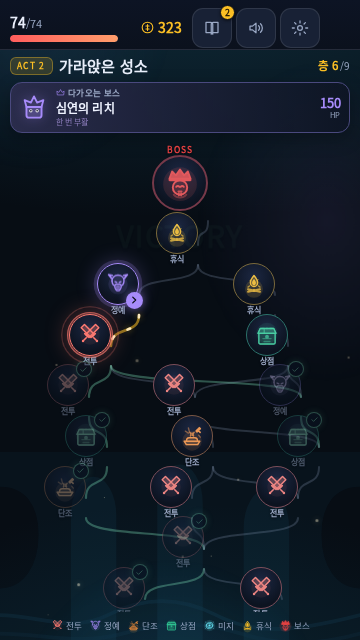 74/74
323
2
ACT 2 가라앉은 성소
층 6/9
다가오는 보스
심연의 리치
한 번 부활
150
HP
BOSS
VICTORY
휴식
정예
휴식
전투
상점
전투
전투
정예
상점
단조
상점
단조
전투
전투
전투
전투 정예 단조 상점 미지 휴식 보스